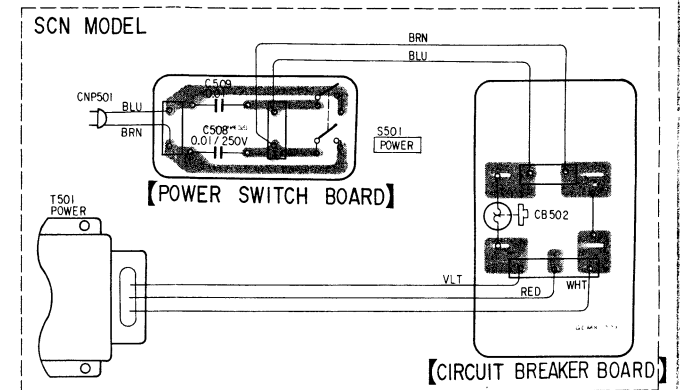 SCN MODEL
BRN
BLU
CNP501
BLU
BRN
C509
0.01
C508
0.01/250V
S501
POWER
【POWER SWITCH BOARD】
T501
POWER
CB502
VLT
RED
WHT
【CIRCUIT BREAKER BOARD】